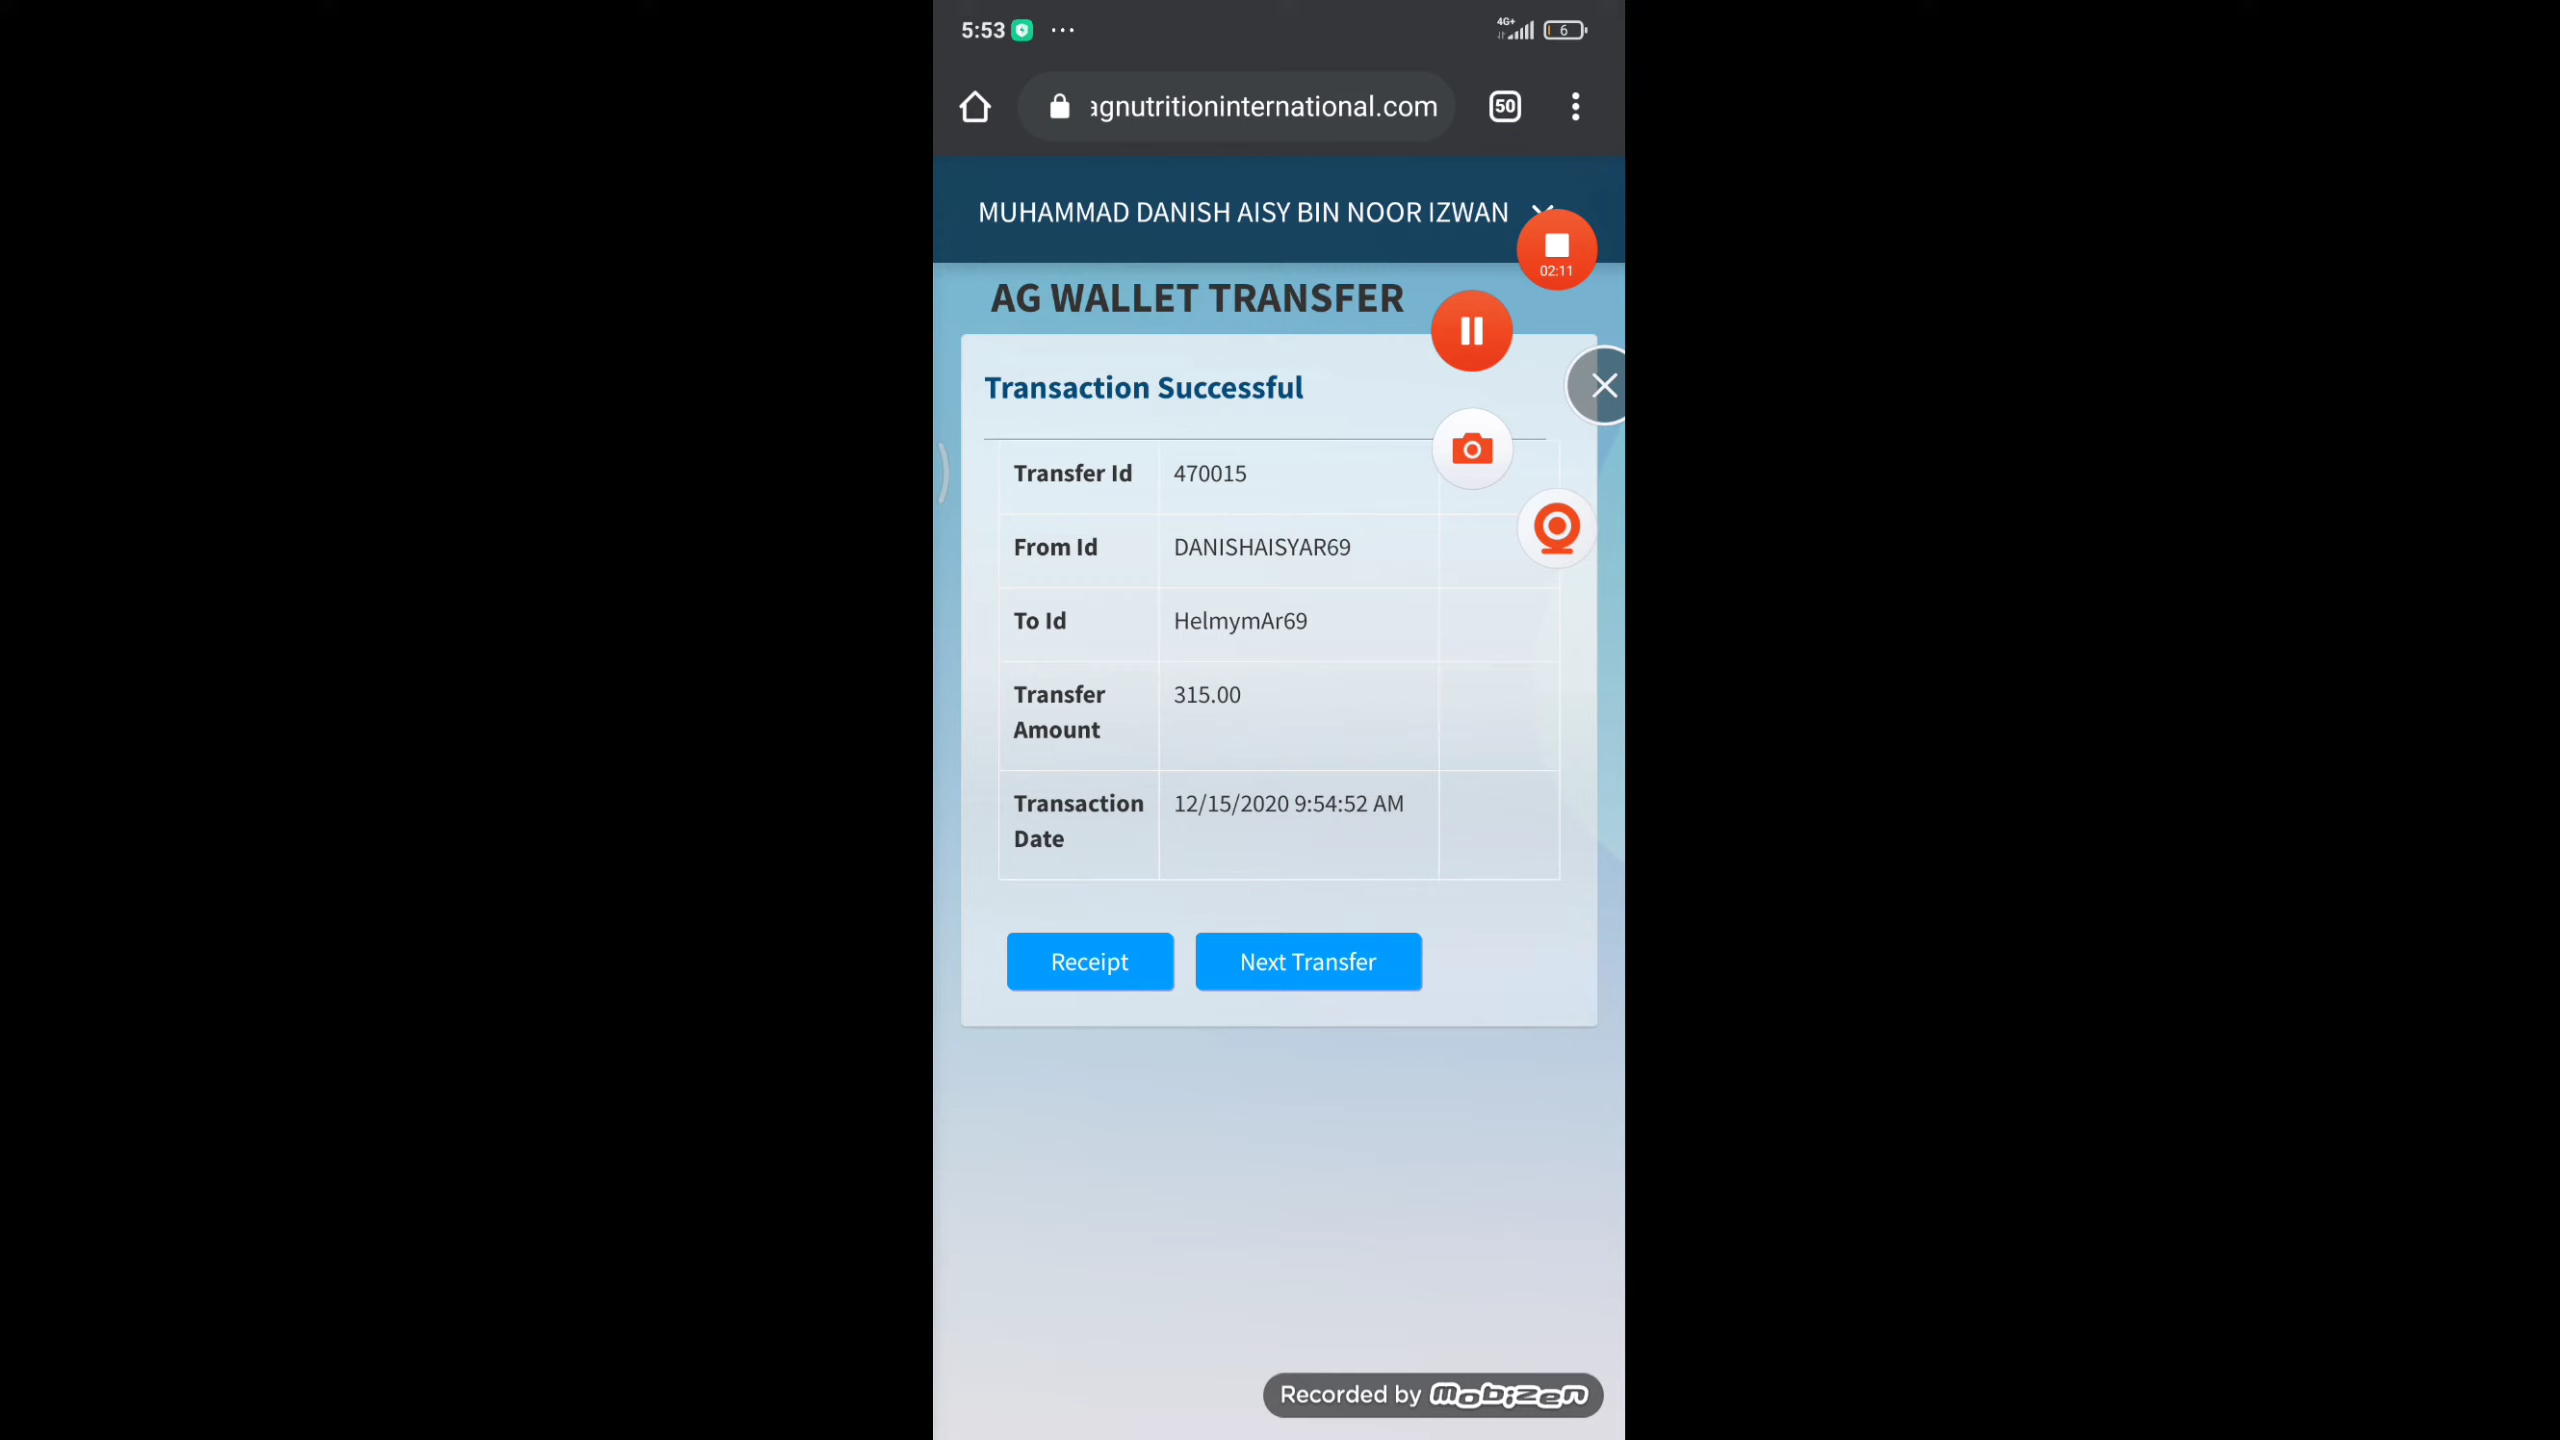 5:53 ... 4G+ 6
agnutritioninternational.com 50
MUHAMMAD DANISH AISY BIN NOOR IZWAN
02:11
AG WALLET TRANSFER
Transaction Successful
Transfer Id 470015
From Id DANISHAISYAR69
To Id HelmymAr69
Transfer 315.00
Amount
Transaction 12/15/2020 9:54:52 AM
Date
Receipt Next Transfer
Recorded by mobizen